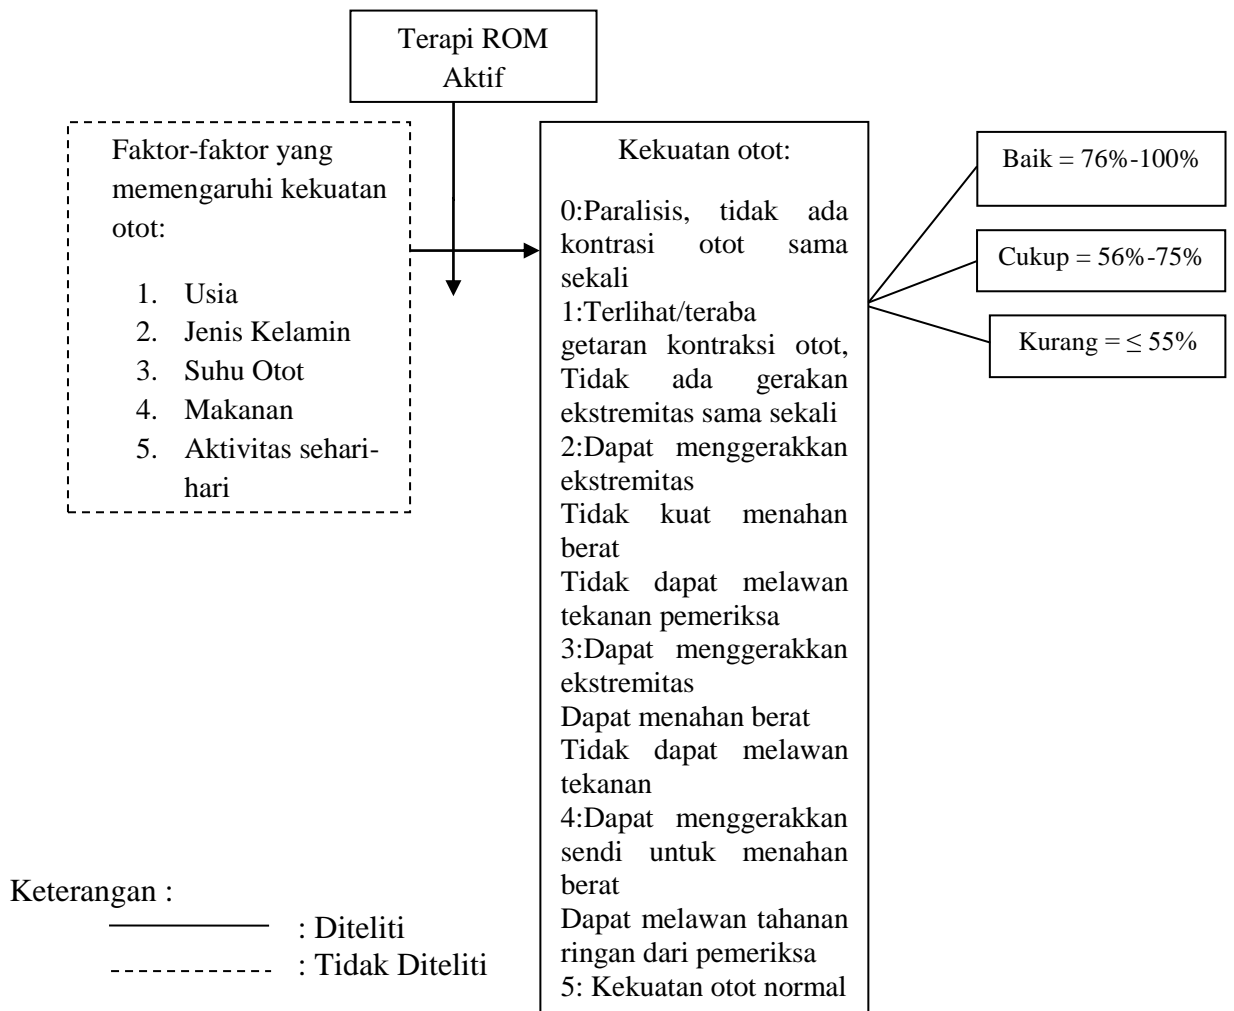 Terapi ROM
Aktif
Faktor-faktor yang
memengaruhi kekuatan
otot:
1. Usia
2. Jenis Kelamin
3. Suhu Otot
4. Makanan
5. Aktivitas sehari-
hari
Kekuatan otot:
0:Paralisis, tidak ada
kontrasi otot sama
sekali
1:Terlihat/teraba
getaran kontraksi otot,
Tidak ada gerakan
ekstremitas sama sekali
2:Dapat menggerakkan
ekstremitas
Tidak kuat menahan
berat
Tidak dapat melawan
tekanan pemeriksa
3:Dapat menggerakkan
ekstremitas
Dapat menahan berat
Tidak dapat melawan
tekanan
4:Dapat menggerakkan
sendi untuk menahan
berat
Dapat melawan tahanan
ringan dari pemeriksa
5: Kekuatan otot normal
Baik = 76%-100%
Cukup = 56%-75%
Kurang = ≤ 55%
Keterangan :
: Diteliti
: Tidak Diteliti